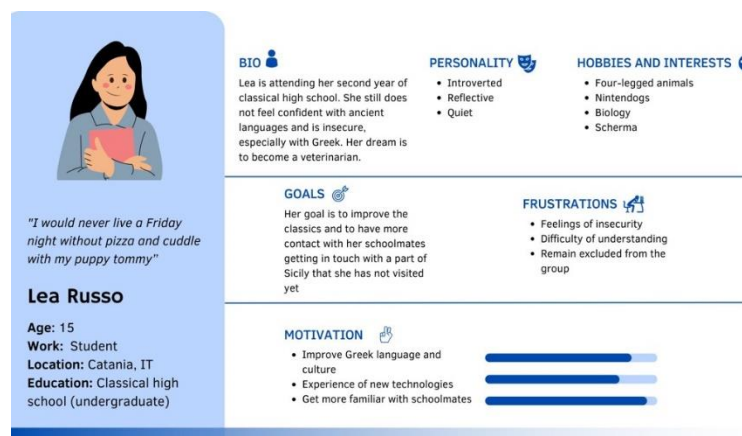 "I would never live a Friday
night without pizza and cuddle
with my puppy tommy"
Lea Russo
Age: 15
Work: Student
Location: Catania, IT
Education: Classical high
school (undergraduate)
BIO
Lea is attending her second year of
classical high school. She still does
not feel confident with ancient
languages and is insecure,
especially with Greek. Her dream is
to become a veterinarian.
PERSONALITY
• Introverted
• Reflective
• Quiet
HOBBIES AND INTERESTS
• Four-legged animals
• Nintendogs
• Biology
• Scherma
GOALS
Her goal is to improve the
classics and to have more
contact with her schoolmates
getting in touch with a part of
Sicily that she has not visited
yet
FRUSTRATIONS
• Feelings of insecurity
• Difficulty of understanding
• Remain excluded from the
group
MOTIVATION
• Improve Greek language and
culture
• Experience of new technologies
• Get more familiar with schoolmates